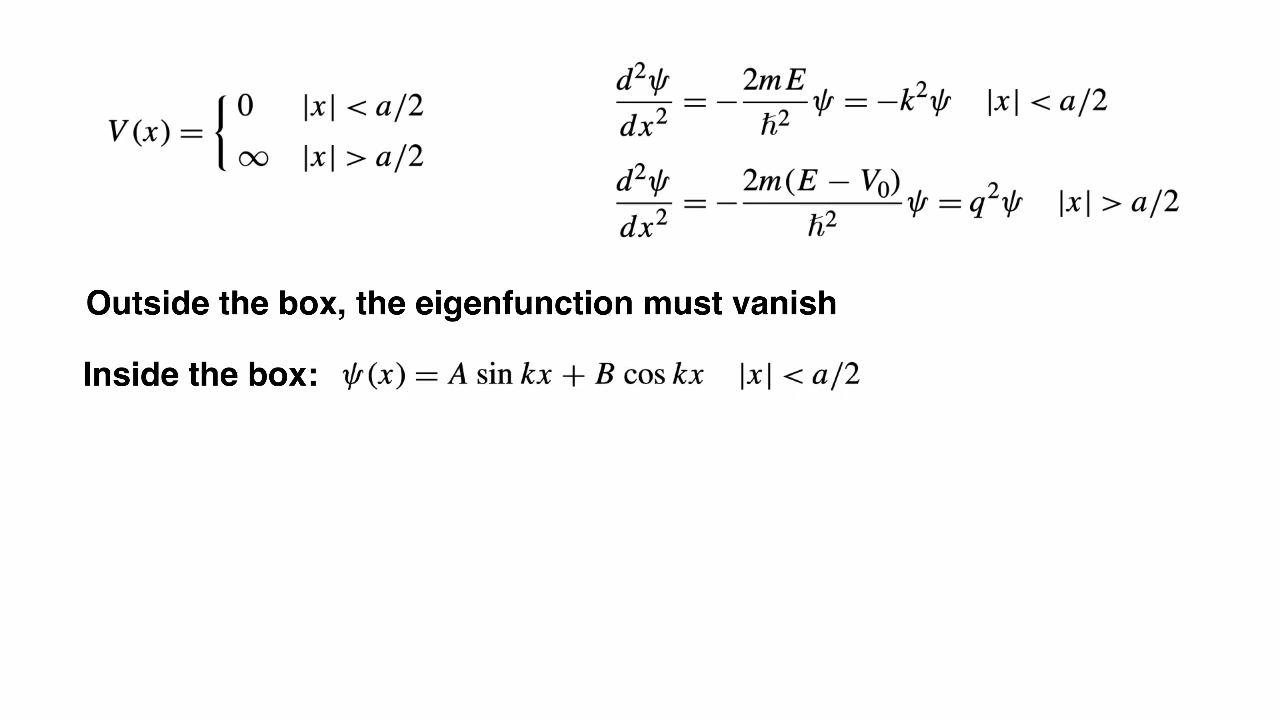 V(x) = { 0 |x| < a/2
∞ |x| > a/2
d²ψ/dx² = −2mE/ℏ² ψ = −k²ψ |x| < a/2
d²ψ/dx² = −2m(E − V₀)/ℏ² ψ = q²ψ |x| > a/2
Outside the box, the eigenfunction must vanish
Inside the box: ψ(x) = A sin kx + B cos kx |x| < a/2